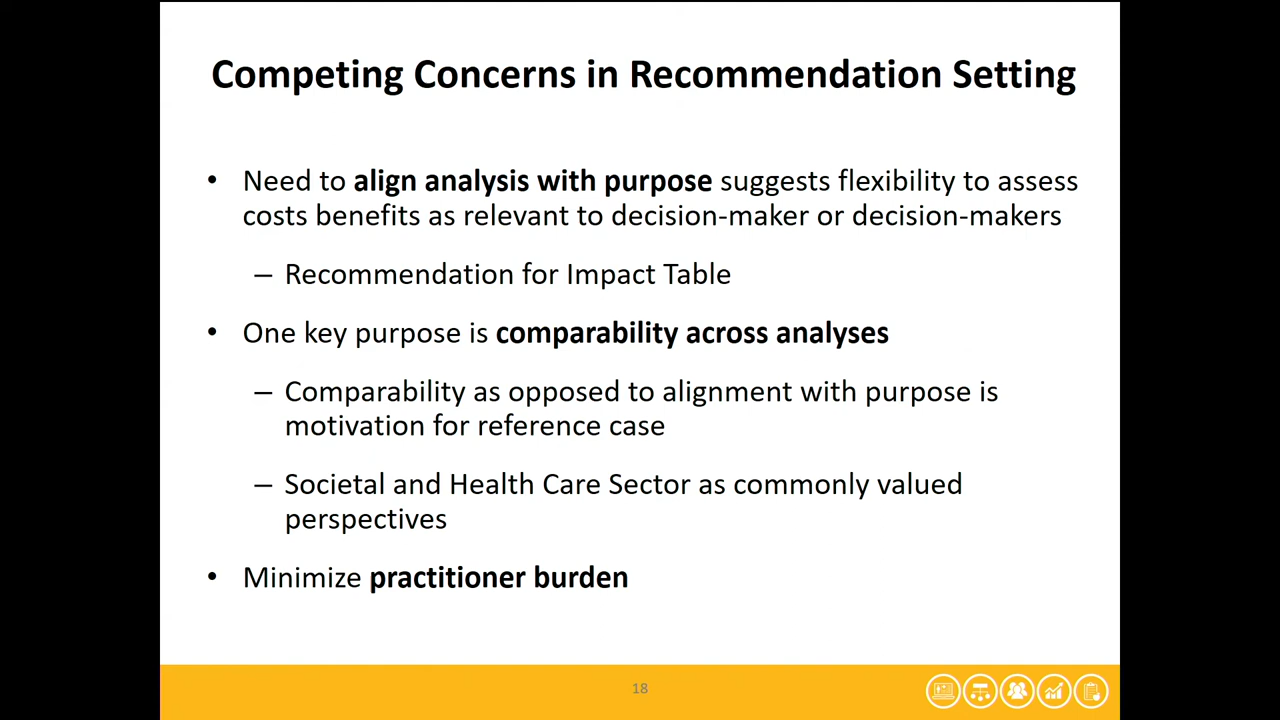 Competing Concerns in Recommendation Setting
• Need to align analysis with purpose suggests flexibility to assess
costs benefits as relevant to decision-maker or decision-makers
– Recommendation for Impact Table
• One key purpose is comparability across analyses
– Comparability as opposed to alignment with purpose is
motivation for reference case
– Societal and Health Care Sector as commonly valued
perspectives
• Minimize practitioner burden
18